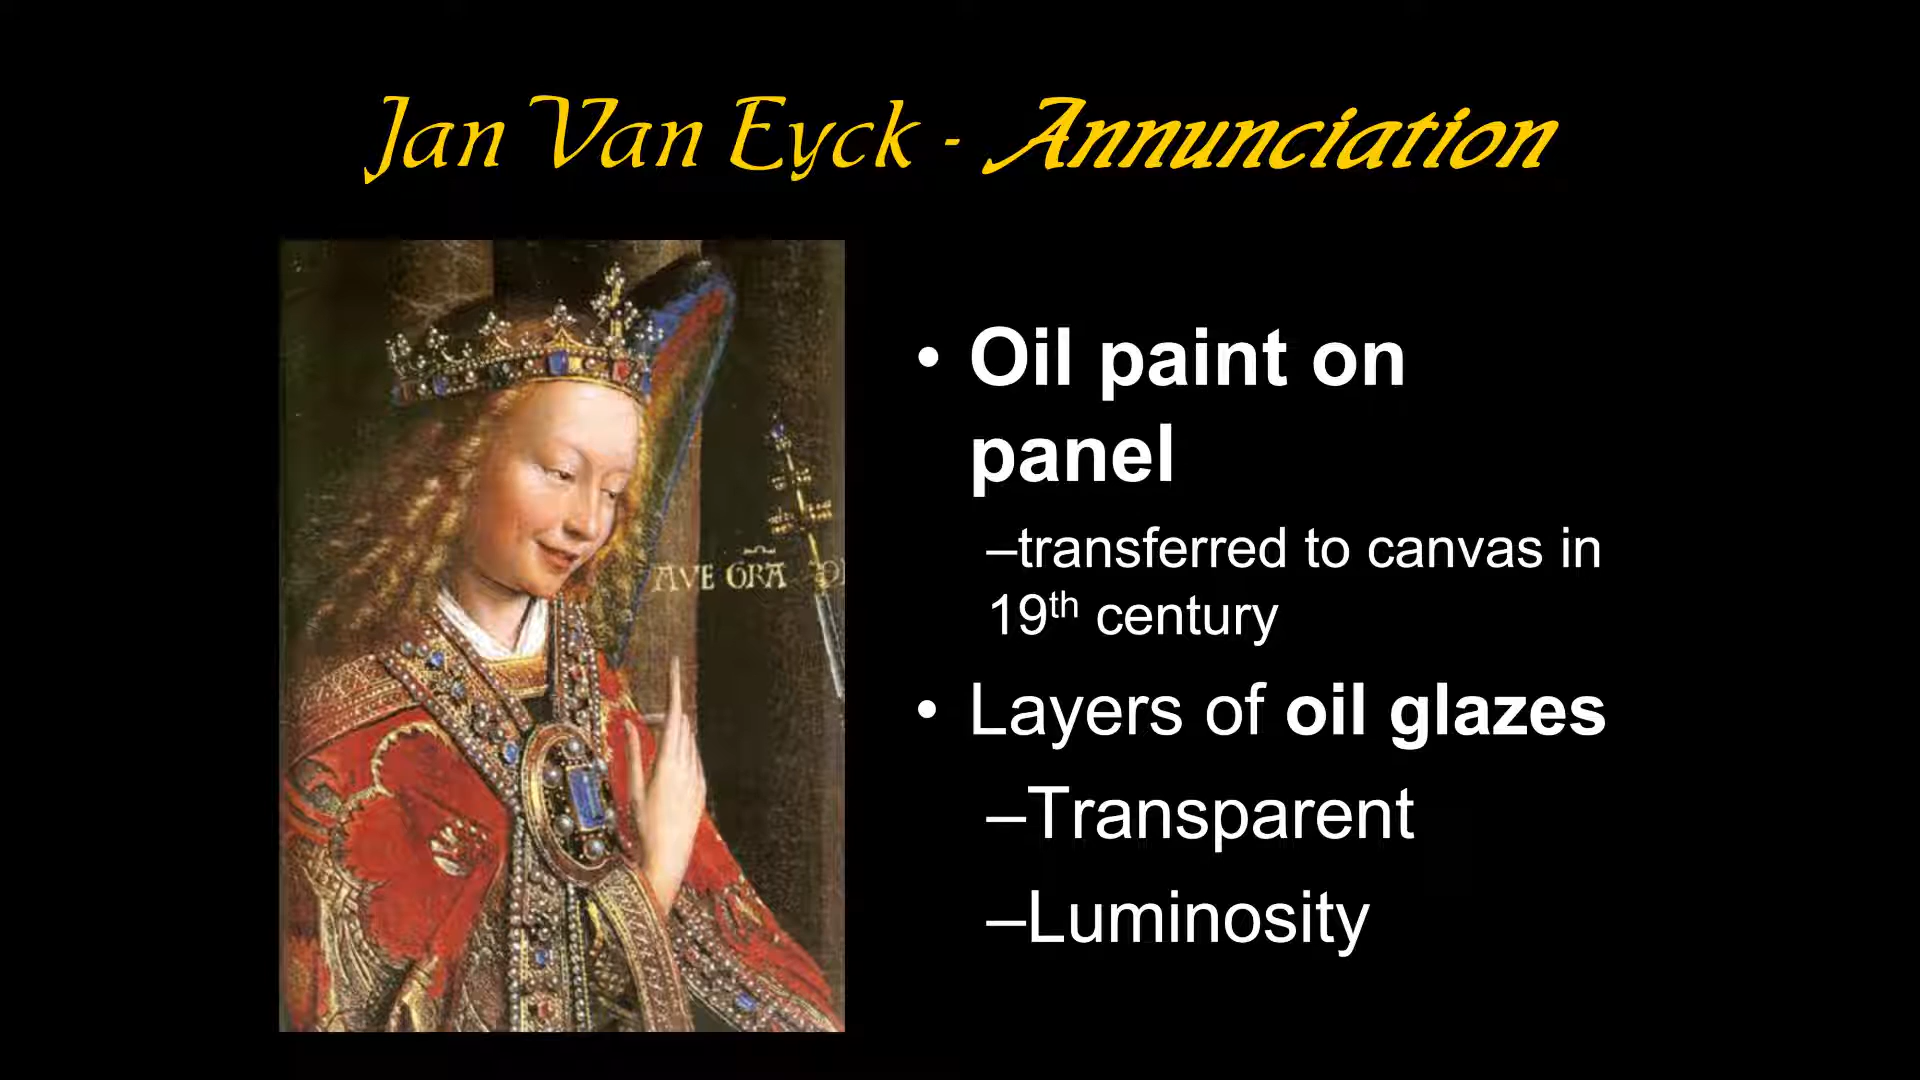 Jan Van Eyck - Annunciation
AVE GRA
• Oil paint on
panel
–transferred to canvas in
19th century
• Layers of oil glazes
–Transparent
–Luminosity